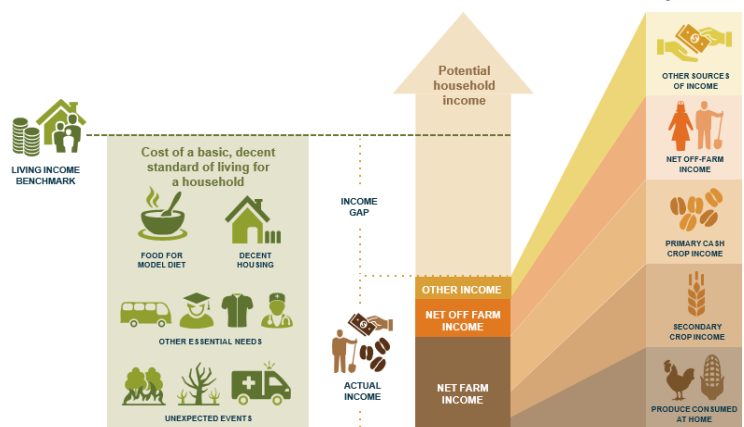 LIVING INCOME
BENCHMARK
Cost of a basic, decent
standard of living for
a household
FOOD FOR
MODEL DIET
DECENT
HOUSING
OTHER ESSENTIAL NEEDS
UNEXPECTED EVENTS
INCOME
GAP
ACTUAL
INCOME
Potential
household
income
OTHER INCOME
NET OFF FARM
INCOME
NET FARM
INCOME
OTHER SOURCES
OF INCOME
NET OFF-FARM
INCOME
PRIMARY CASH
CROP INCOME
SECONDARY
CROP INCOME
PRODUCE CONSUMED
AT HOME